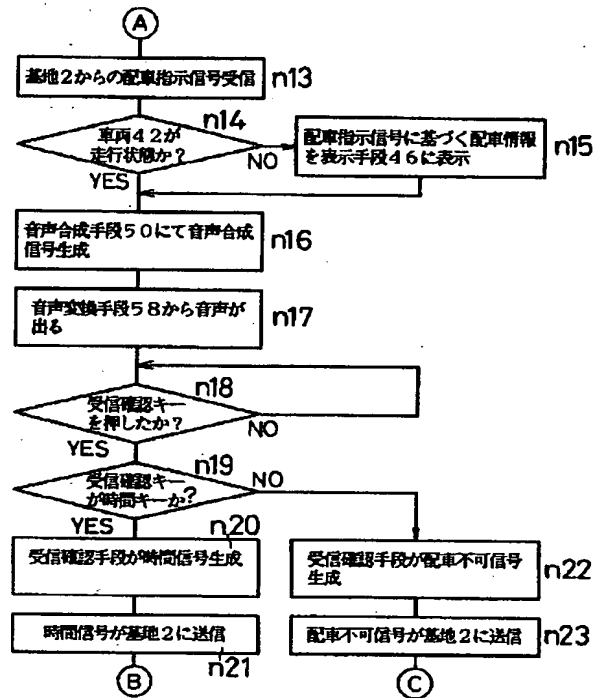 A
基地2からの配車指示信号受信
n13
n14
車両42が
走行状態か?
NO
YES
配車指示信号に基づく配車情報
を表示手段46に表示
n15
音声合成手段50にて音声合成
信号生成
n16
音声変換手段58から音声が
出る
n17
n18
受信確認キー
を押したか?
NO
YES
n19
受信確認キー
が時間キーか?
NO
YES
n20
受信確認手段が時間信号生成
受信確認手段が配車不可信号
生成
n22
時間信号が基地2に送信
n21
配車不可信号が基地2に送信
n23
B
C